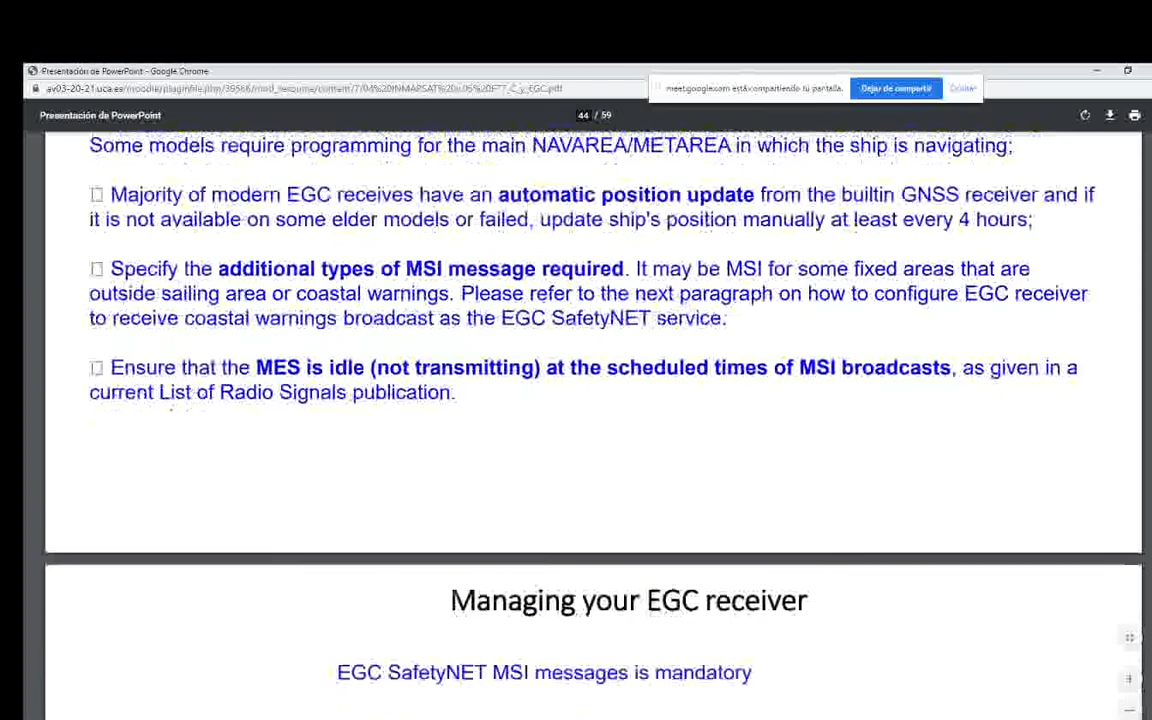 Presentación de PowerPoint - Google Chrome
meet.google.com está compartiendo tu pantalla.
Dejar de compartir
Ocultar
Presentación de PowerPoint
44 / 59
Some models require programming for the main NAVAREA/METAREA in which the ship is navigating;
Majority of modern EGC receives have an automatic position update from the builtin GNSS receiver and if
it is not available on some elder models or failed, update ship's position manually at least every 4 hours;
Specify the additional types of MSI message required. It may be MSI for some fixed areas that are
outside sailing area or coastal warnings. Please refer to the next paragraph on how to configure EGC receiver
to receive coastal warnings broadcast as the EGC SafetyNET service.
Ensure that the MES is idle (not transmitting) at the scheduled times of MSI broadcasts, as given in a
current List of Radio Signals publication.
Managing your EGC receiver
EGC SafetyNET MSI messages is mandatory